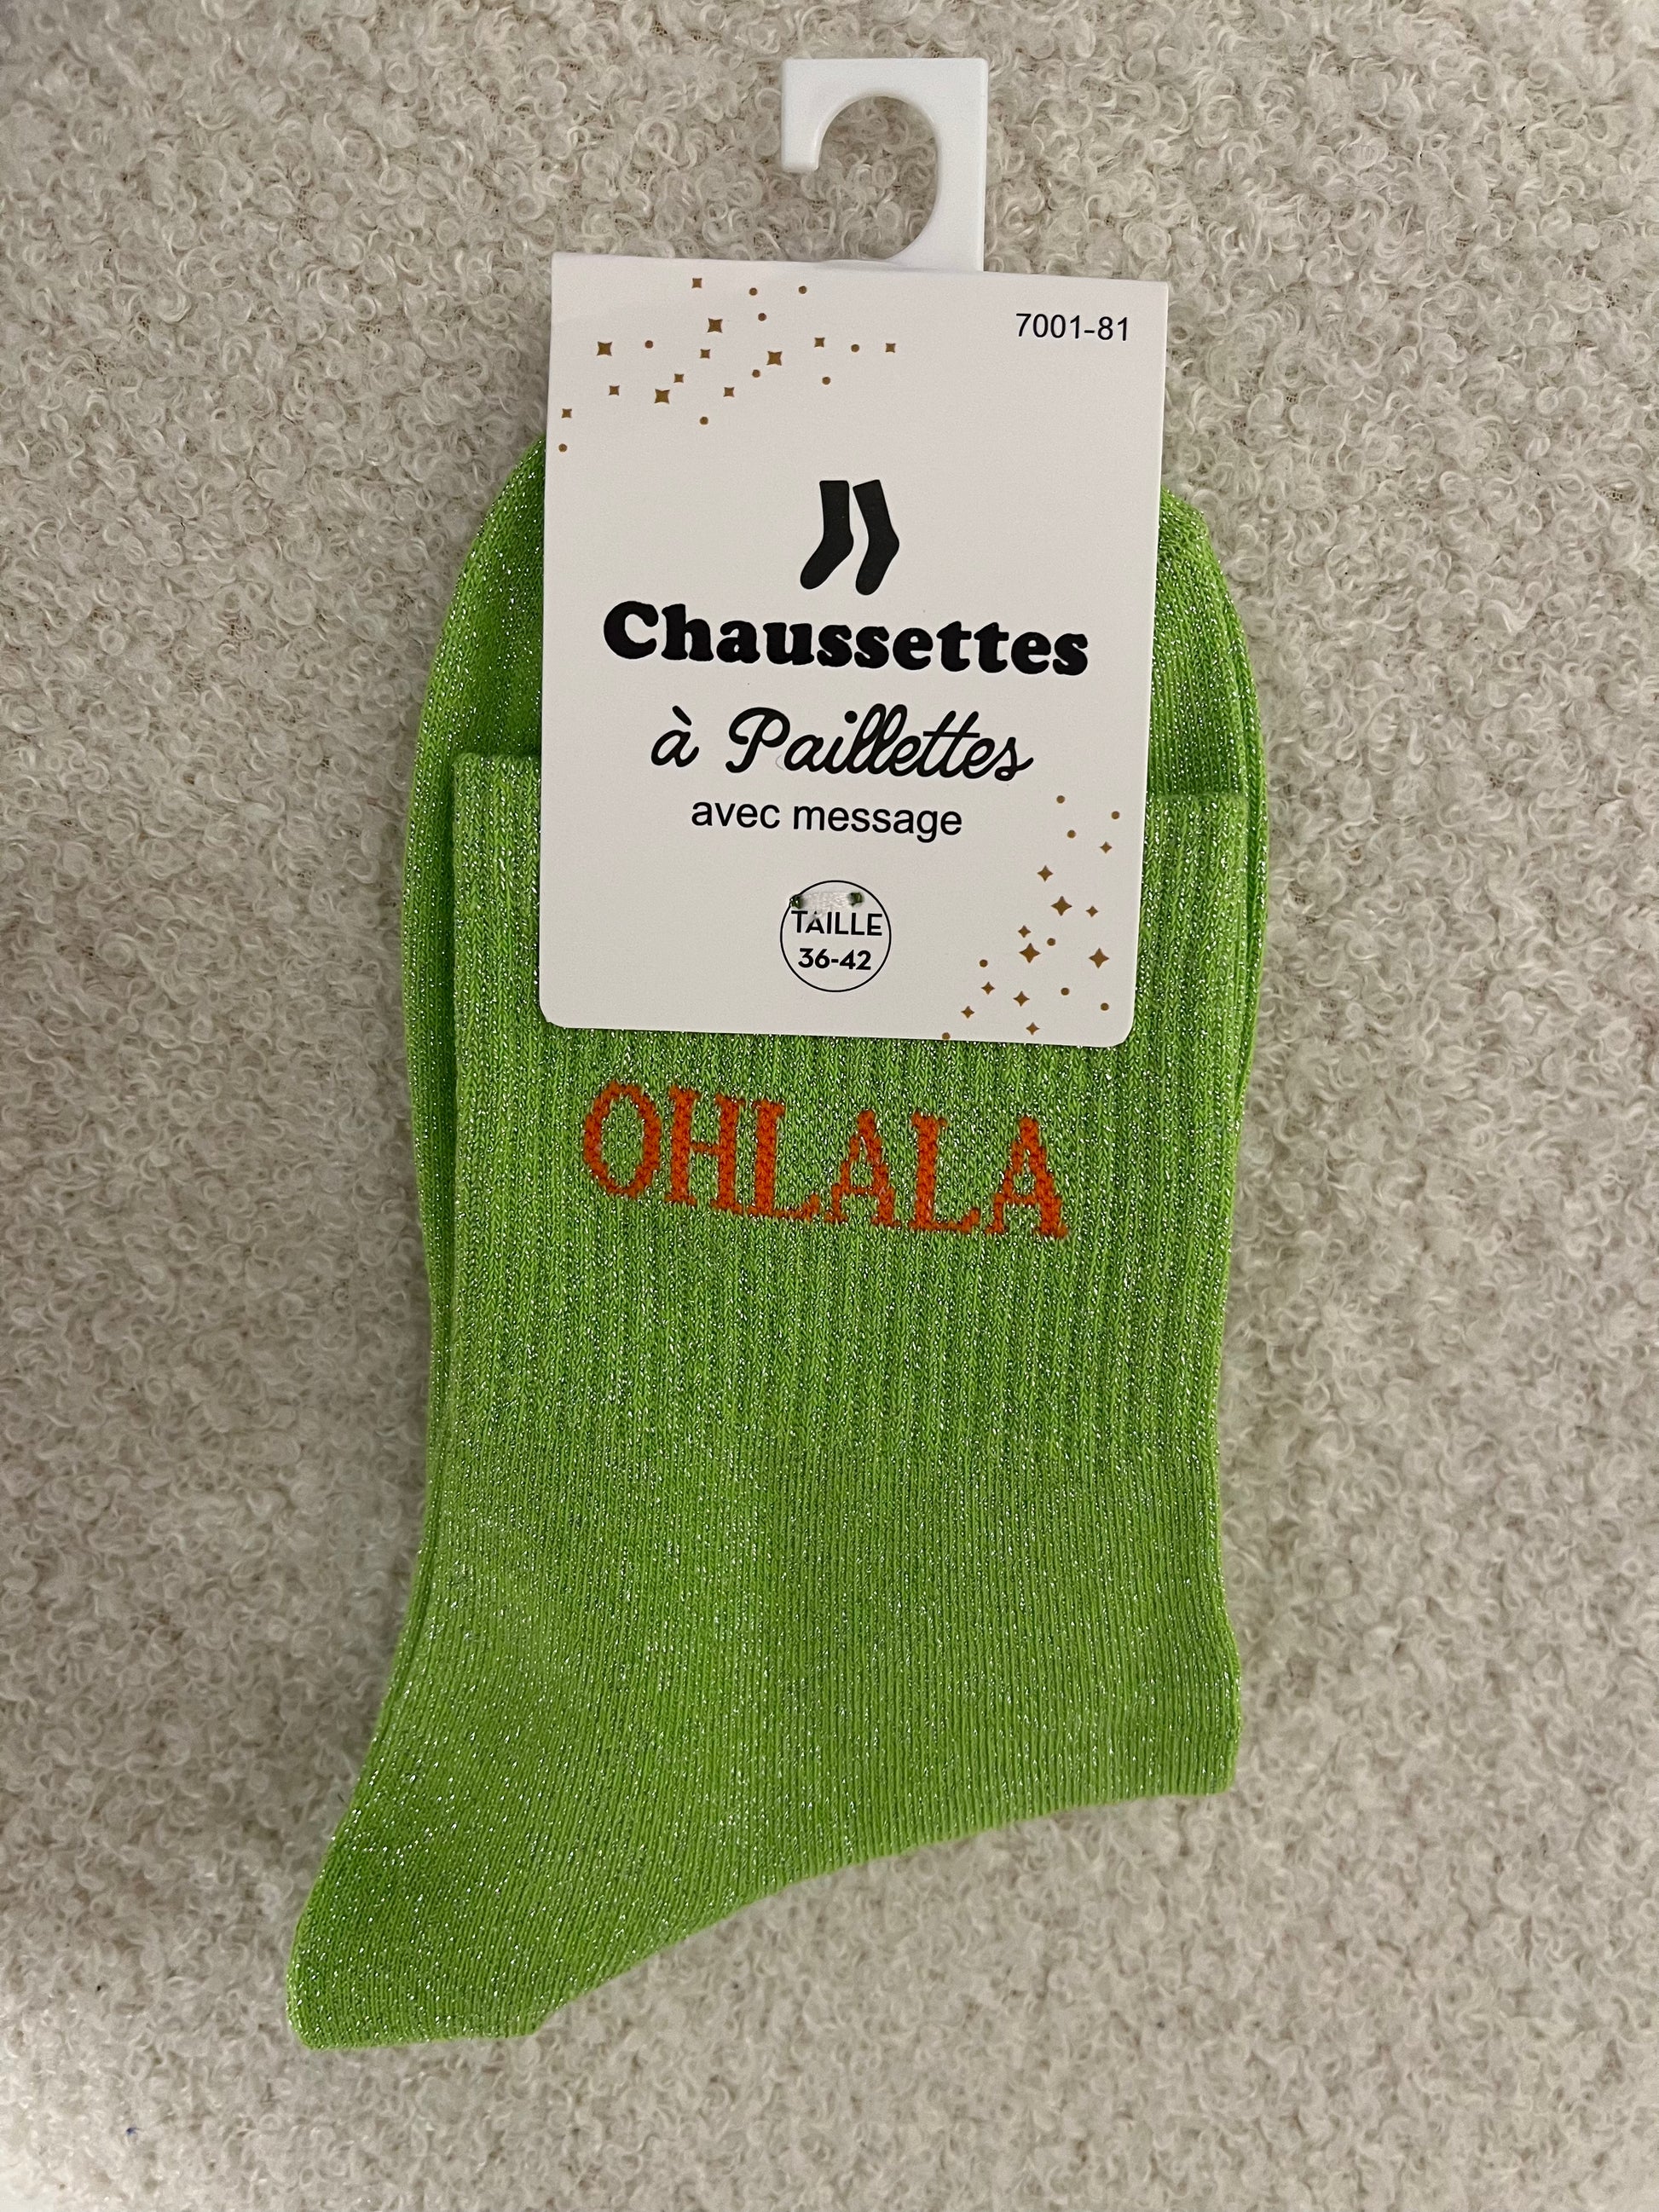 7001-81
Chaussettes
à Paillettes
avec message
TAILLE
36-42
OHLALA